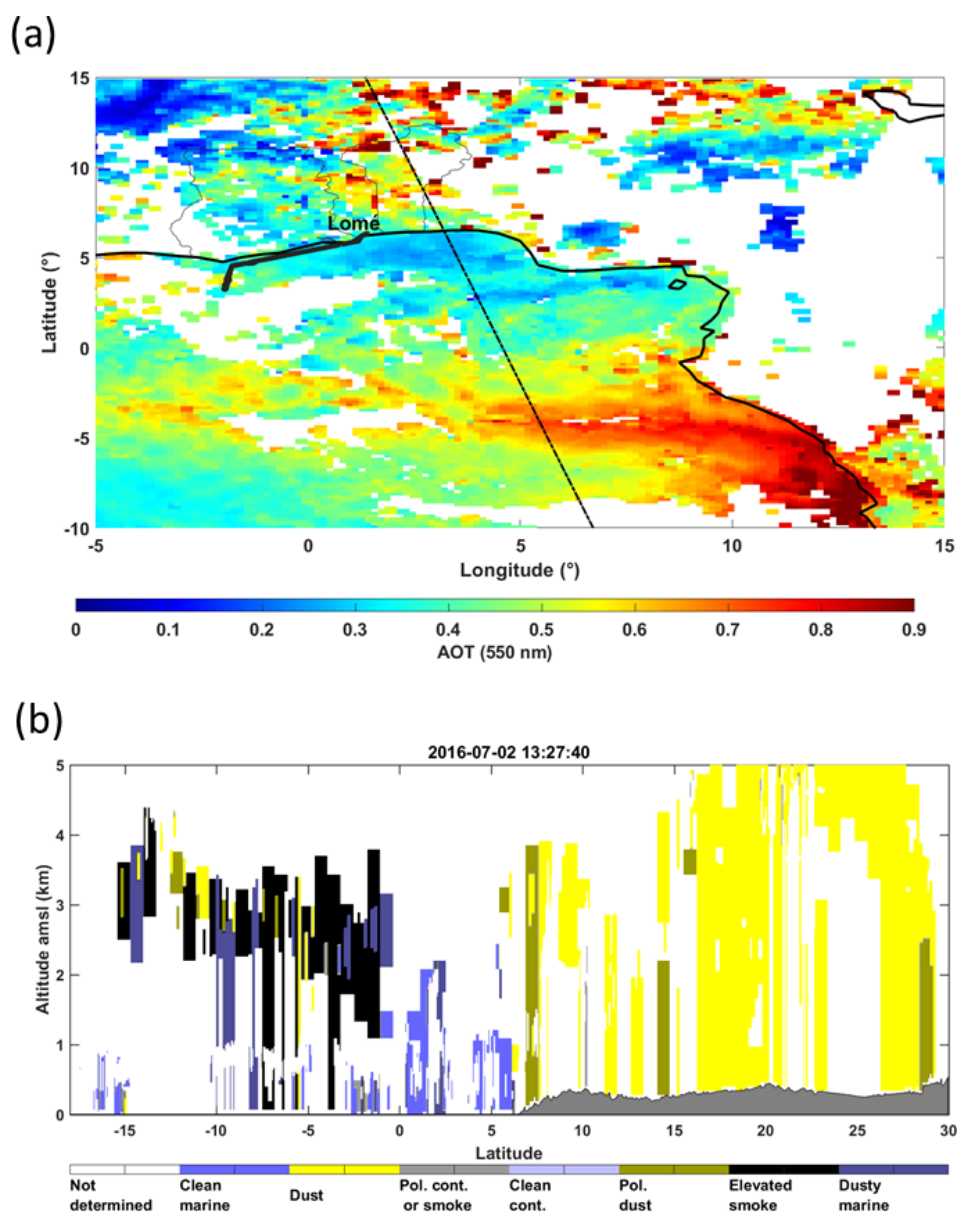 (a)
15
10
5
0
-5
-10
Latitude (°)
Lomé
-5 0 5 10 15
Longitude (°)
0 0.1 0.2 0.3 0.4 0.5 0.6 0.7 0.8 0.9
AOT (550 nm)
(b)
2016-07-02 13:27:40
5
4
3
2
1
0
Altitude amsl (km)
-15 -10 -5 0 5 10 15 20 25 30
Latitude
Not determined
Clean marine
Dust
Pol. cont. or smoke
Clean cont.
Pol. dust
Elevated smoke
Dusty marine